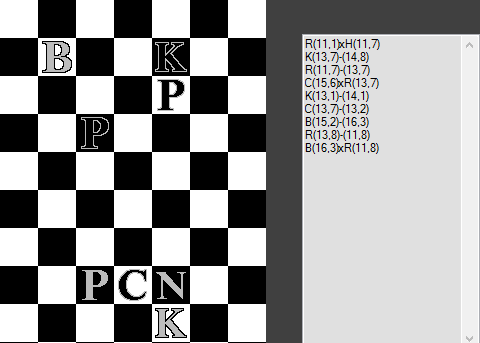 B K
P
P
P C N
K
R(11,1)xH(11,7)
K(13,7)-(14,8)
R(11,7)-(13,7)
C(15,6)xR(13,7)
K(13,1)-(14,1)
C(13,7)-(13,2)
B(15,2)-(16,3)
R(13,8)-(11,8)
B(16,3)xR(11,8)